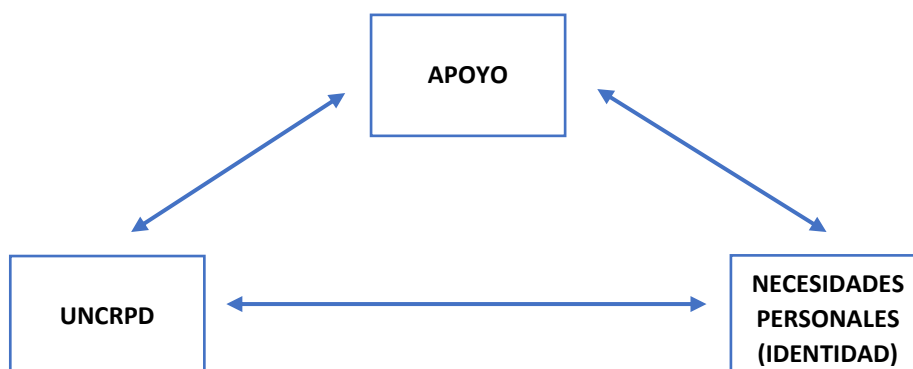 APOYO
UNCRPD
NECESIDADES
PERSONALES
(IDENTIDAD)